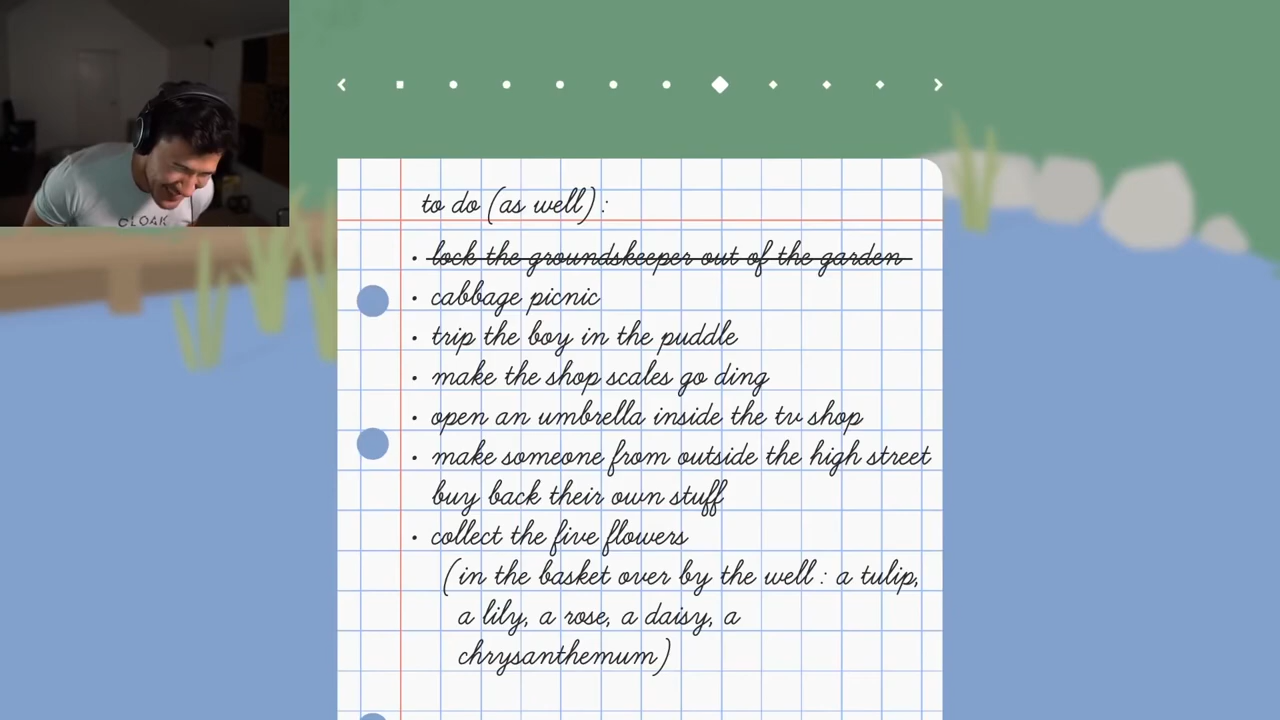 CLOAK
to do (as well) :
• lock the groundskeeper out of the garden
• cabbage picnic
• trip the boy in the puddle
• make the shop scales go ding
• open an umbrella inside the tv shop
• make someone from outside the high street
buy back their own stuff
• collect the five flowers
(in the basket over by the well : a tulip,
a lily, a rose, a daisy, a
chrysanthemum)